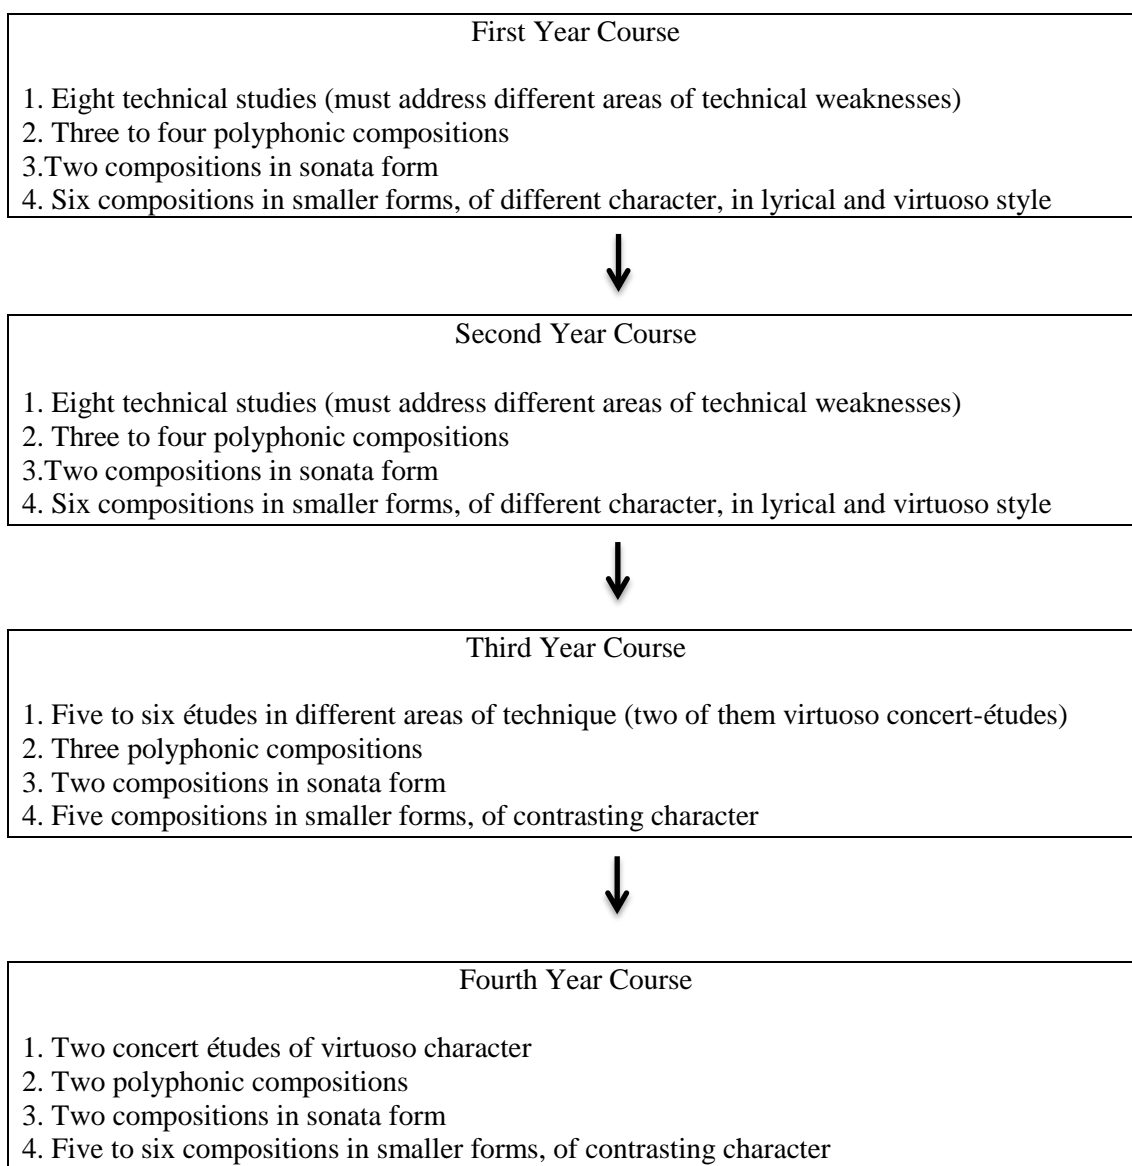 First Year Course
1. Eight technical studies (must address different areas of technical weaknesses)
2. Three to four polyphonic compositions
3.Two compositions in sonata form
4. Six compositions in smaller forms, of different character, in lyrical and virtuoso style
Second Year Course
1. Eight technical studies (must address different areas of technical weaknesses)
2. Three to four polyphonic compositions
3.Two compositions in sonata form
4. Six compositions in smaller forms, of different character, in lyrical and virtuoso style
Third Year Course
1. Five to six études in different areas of technique (two of them virtuoso concert-études)
2. Three polyphonic compositions
3. Two compositions in sonata form
4. Five compositions in smaller forms, of contrasting character
Fourth Year Course
1. Two concert études of virtuoso character
2. Two polyphonic compositions
3. Two compositions in sonata form
4. Five to six compositions in smaller forms, of contrasting character